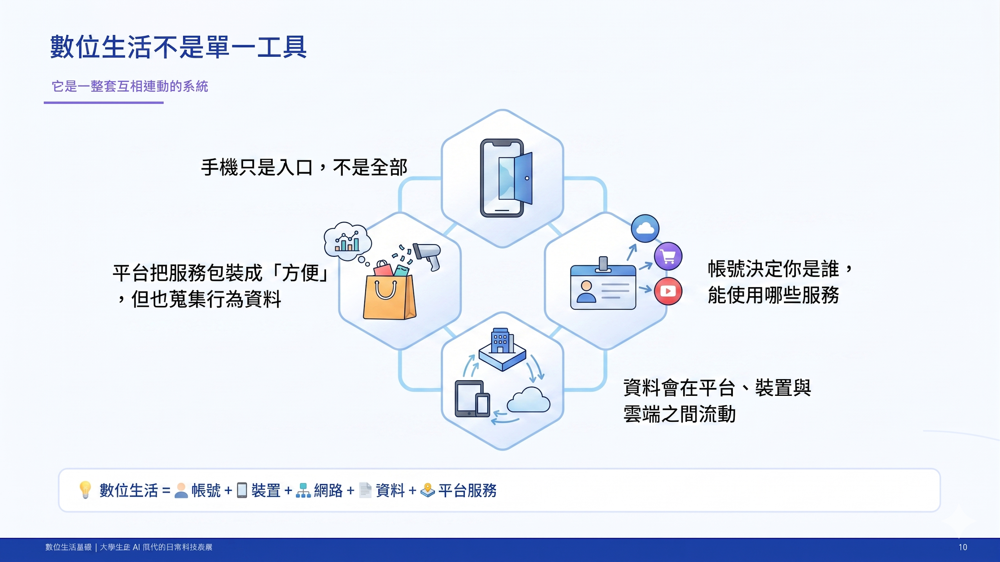 數位生活不是單一工具
它是一整套互相連動的系統
手機只是入口，不是全部
平台把服務包裝成「方便」
，但也蒐集行為資料
帳號決定你是誰，
能使用哪些服務
資料會在平台、裝置與
雲端之間流動
數位生活 = 帳號 + 裝置 + 網路 + 資料 + 平台服務
數位生活 | 大學生 AI 代的日常科技
10